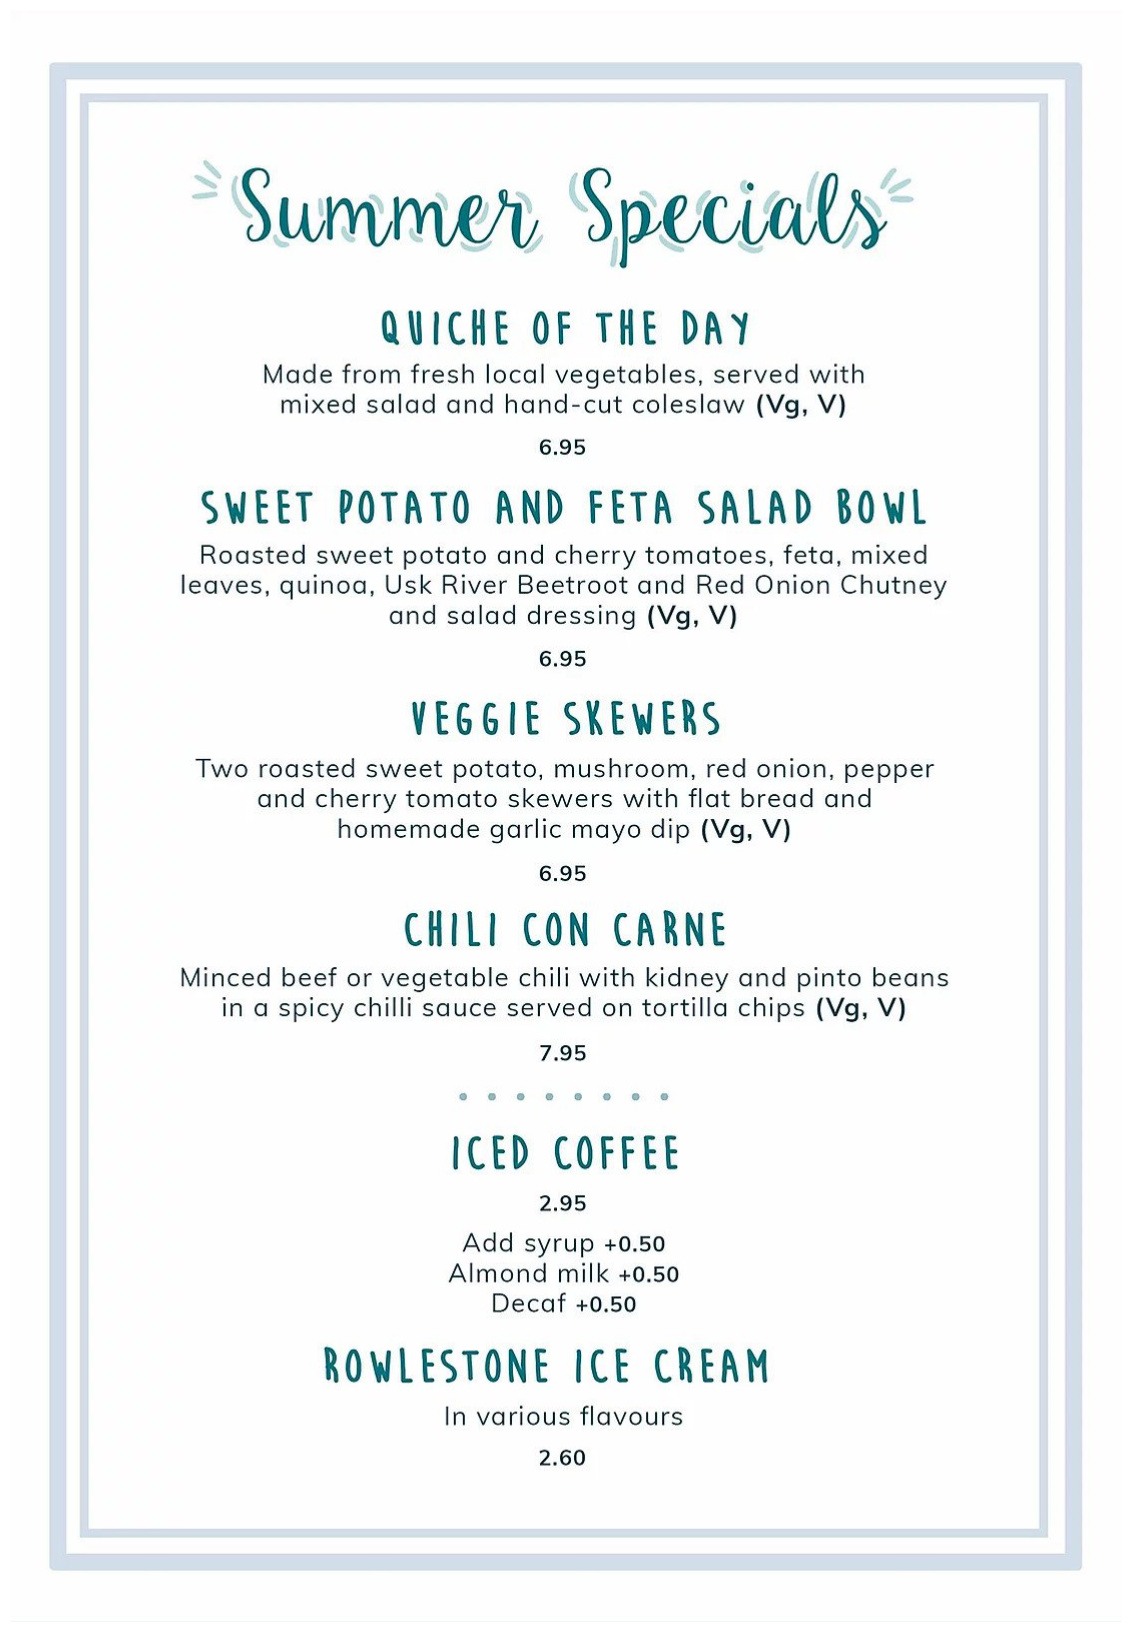 Summer Specials
QUICHE OF THE DAY
Made from fresh local vegetables, served with
mixed salad and hand-cut coleslaw (Vg, V)
6.95
SWEET POTATO AND FETA SALAD BOWL
Roasted sweet potato and cherry tomatoes, feta, mixed
leaves, quinoa, Usk River Beetroot and Red Onion Chutney
and salad dressing (Vg, V)
6.95
VEGGIE SKEWERS
Two roasted sweet potato, mushroom, red onion, pepper
and cherry tomato skewers with flat bread and
homemade garlic mayo dip (Vg, V)
6.95
CHILI CON CARNE
Minced beef or vegetable chili with kidney and pinto beans
in a spicy chilli sauce served on tortilla chips (Vg, V)
7.95
ICED COFFEE
2.95
Add syrup +0.50
Almond milk +0.50
Decaf +0.50
ROWLESTONE ICE CREAM
In various flavours
2.60